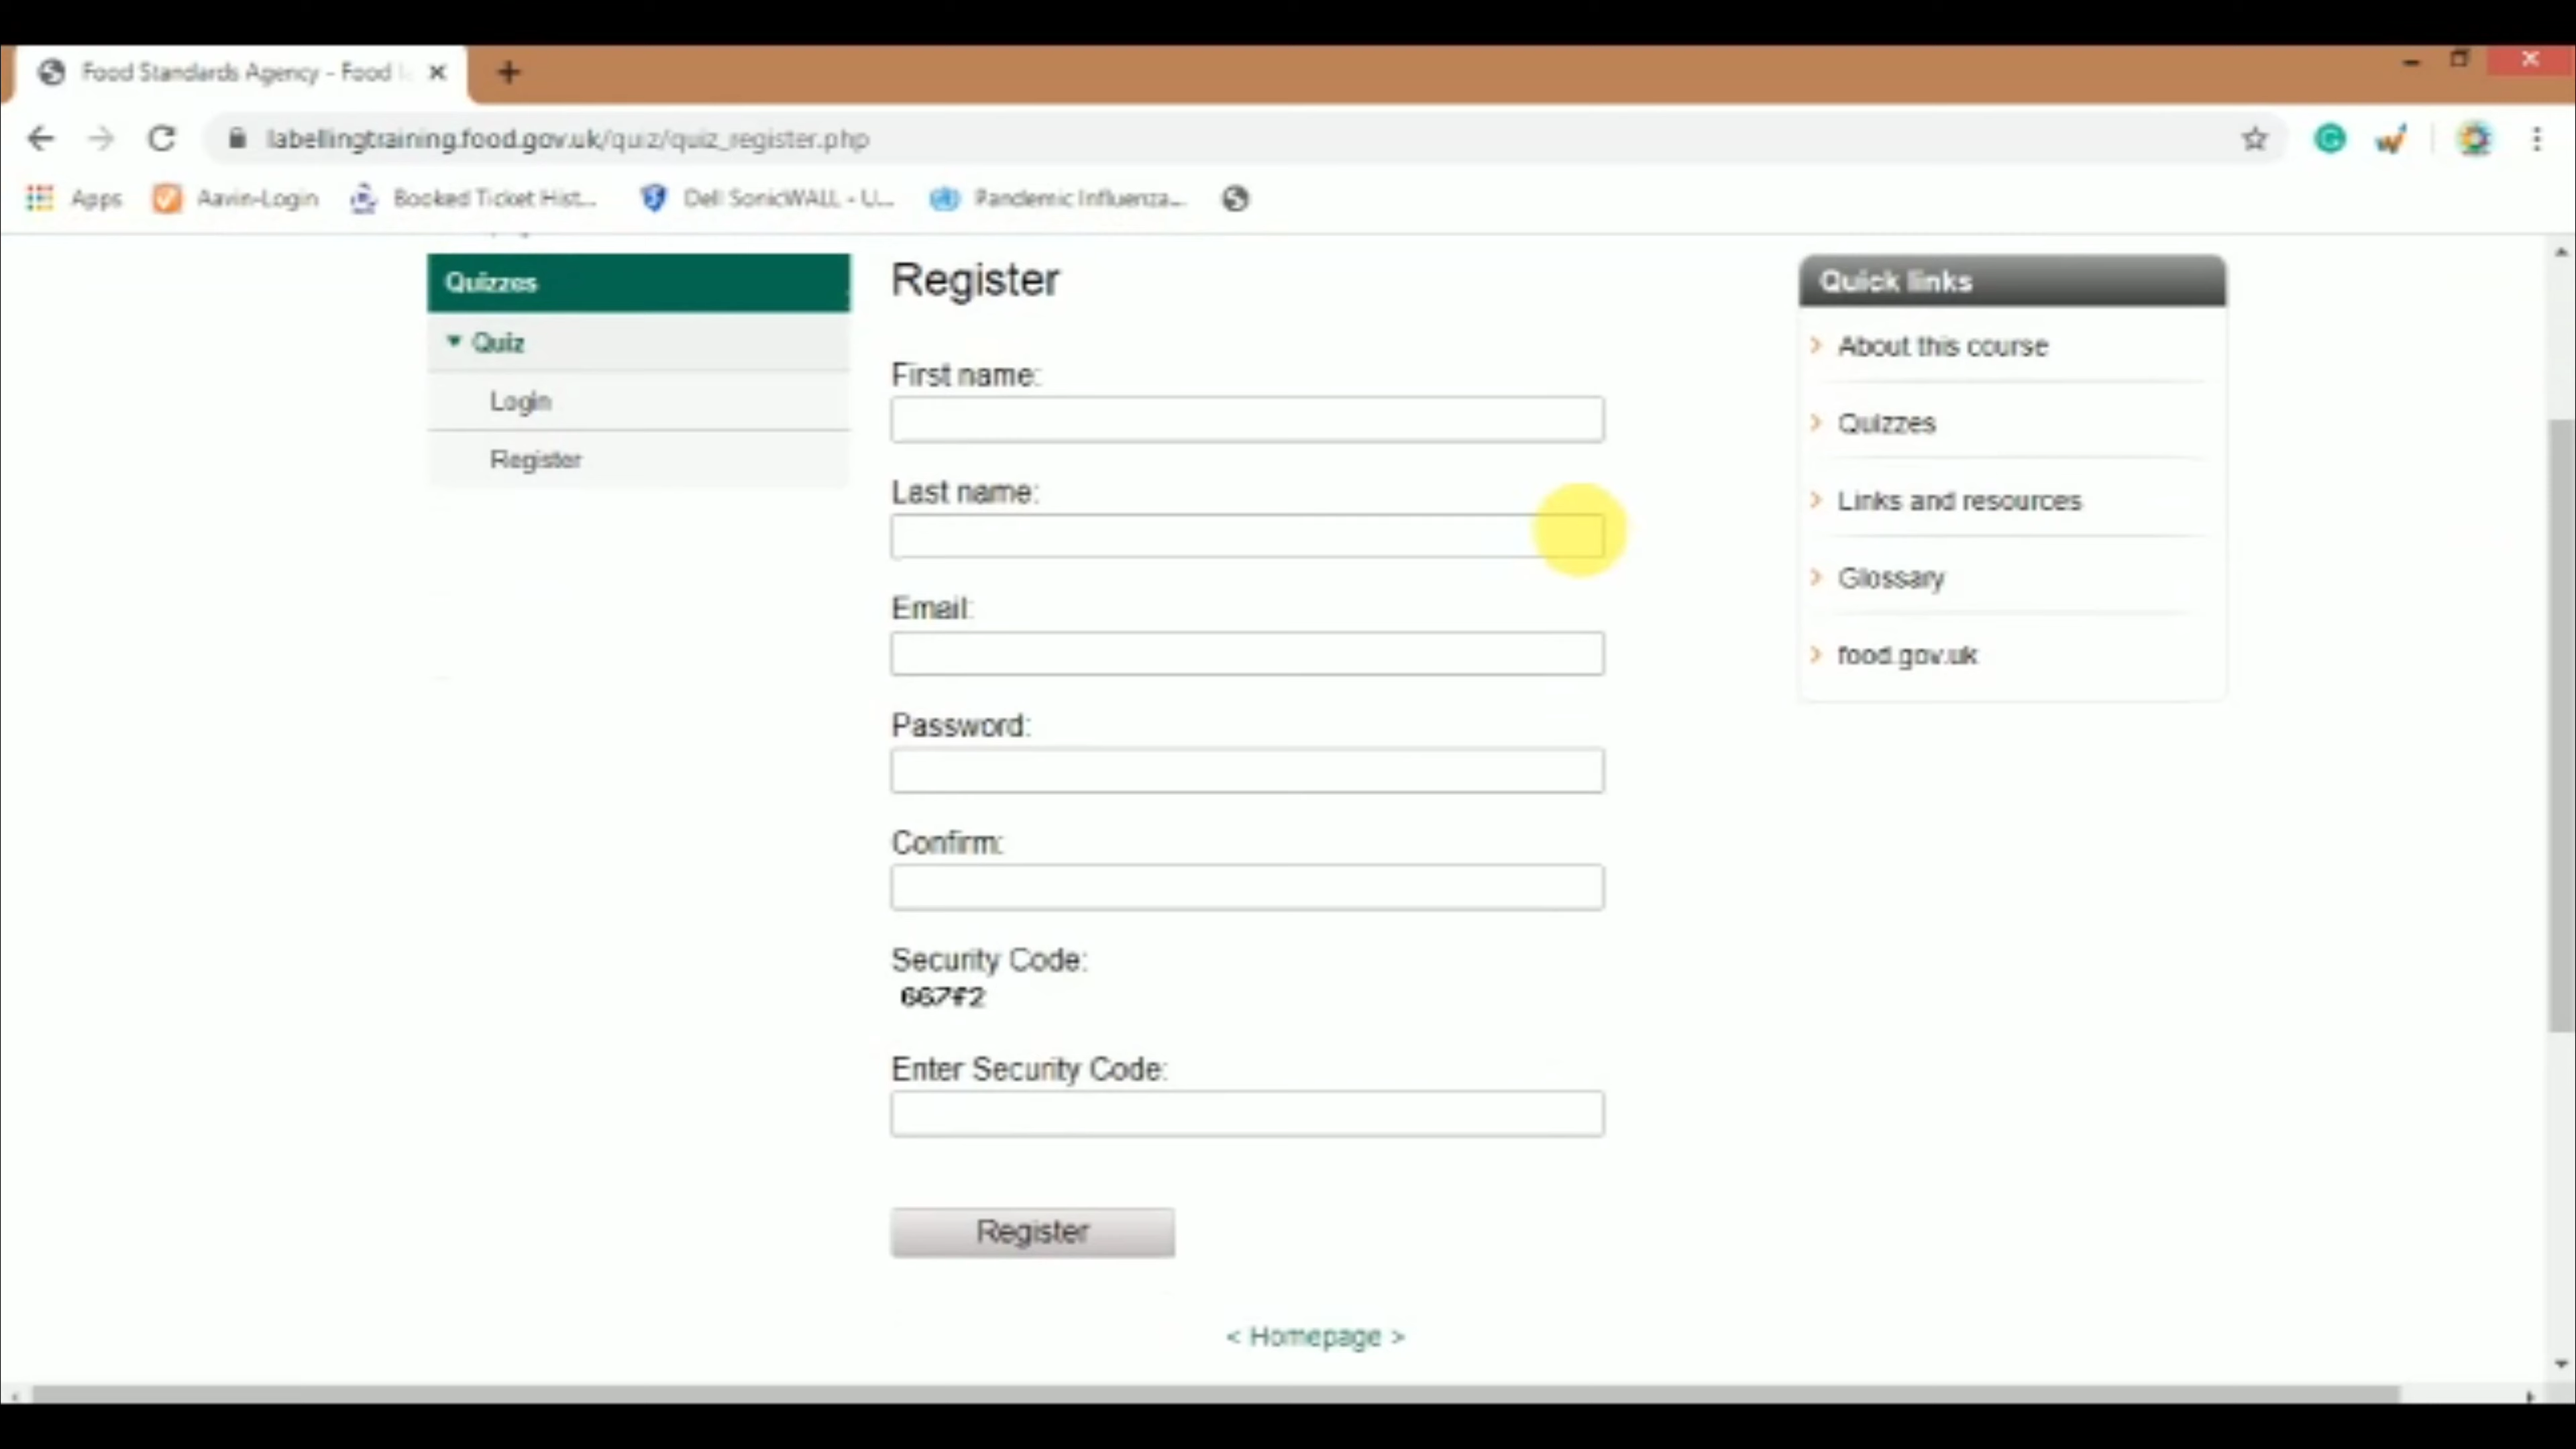 Food Standards Agency - Food
labellingtraining.food.gov.uk/quiz/quiz_register.php
Apps Aavin-Login Booked Ticket Hist... Dell SonicWALL - U... Pandemic Influenza...
Quizzes
Quiz
Login
Register
Register
First name:
Last name:
Email:
Password:
Confirm:
Security Code:
667f2
Enter Security Code:
Register
< Homepage >
Quick links
About this course
Quizzes
Links and resources
Glossary
food.gov.uk